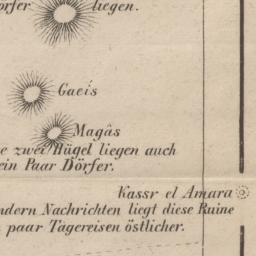 örfer liegen.
Gaeis
Magâs
e zwei Hügel liegen auch
ein Paar Dörfer.
Kassr el Amara
ndern Nachrichten liegt diese Ruine
paar Tagereisen östlicher.